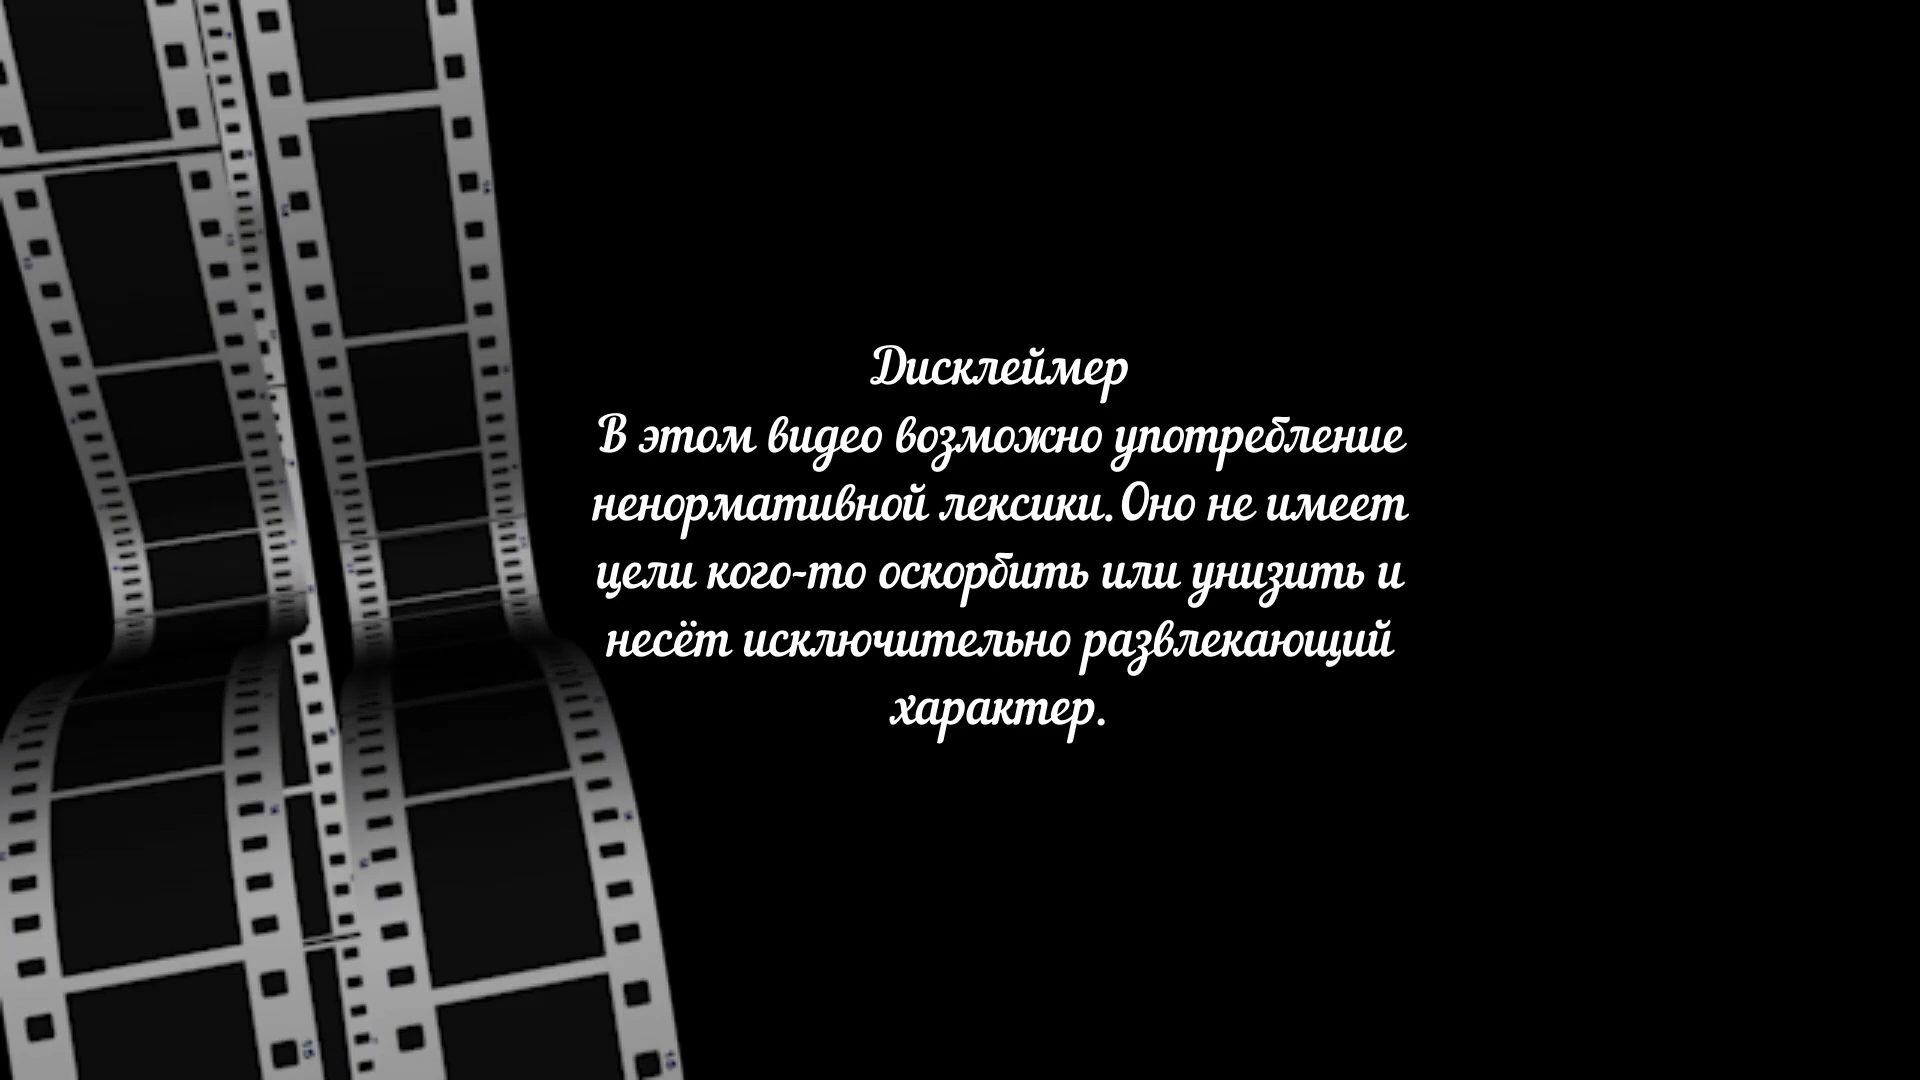 Дисклеймер
В этом видео возможно употребление
ненормативной лексики.Оно не имеет
цели кого-то оскорбить или унизить и
несёт исключительно развлекающий
характер.